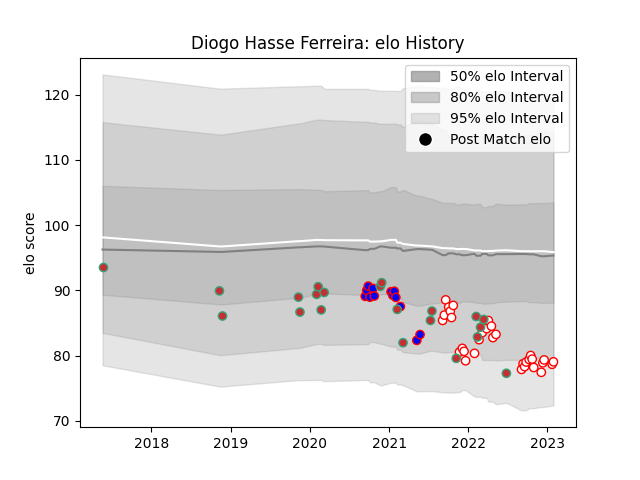 Diogo Hasse Ferreira: elo History
50% elo Interval
80% elo Interval
95% elo Interval
Post Match elo
elo score
120
110
100
90
80
70
2018
2019
2020
2021
2022
2023